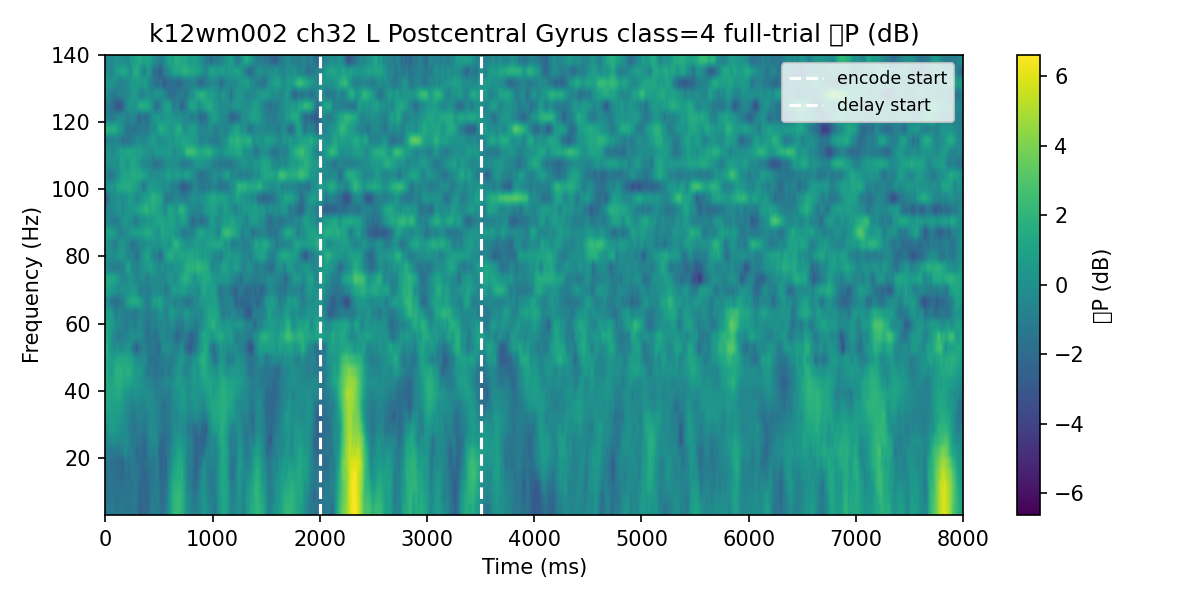 k12wm002 ch32 L Postcentral Gyrus class=4 full-trial ▯P (dB)
encode start
delay start
140
120
100
80
60
40
20
Frequency (Hz)
0 1000 2000 3000 4000 5000 6000 7000 8000
Time (ms)
6
4
2
0
−2
−4
−6
▯P (dB)